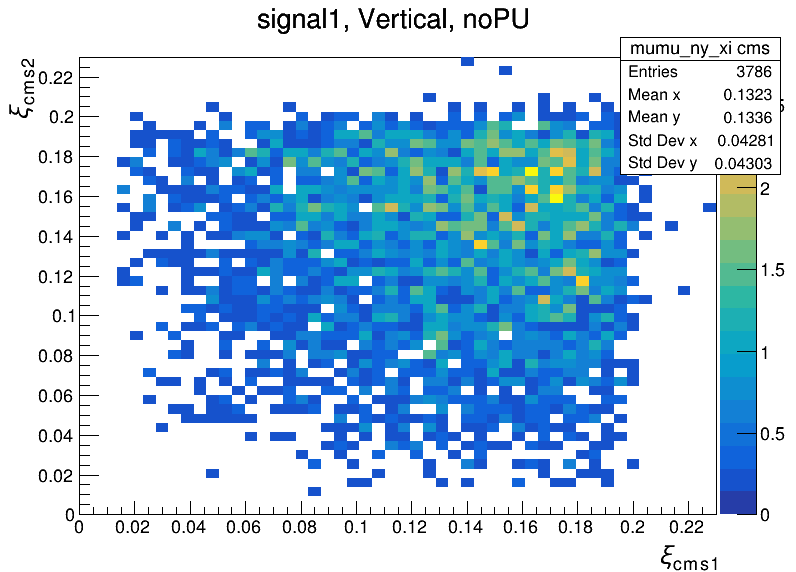 signal1, Vertical, noPU
mumu_ny_xi cms
Entries 3786
Mean x 0.1323
Mean y 0.1336
Std Dev x 0.04281
Std Dev y 0.04303
ξcms2
0.22
0.2
0.18
0.16
0.14
0.12
0.1
0.08
0.06
0.04
0.02
0
0 0.02 0.04 0.06 0.08 0.1 0.12 0.14 0.16 0.18 0.2 0.22
ξcms1
5
2
1.5
1
0.5
0